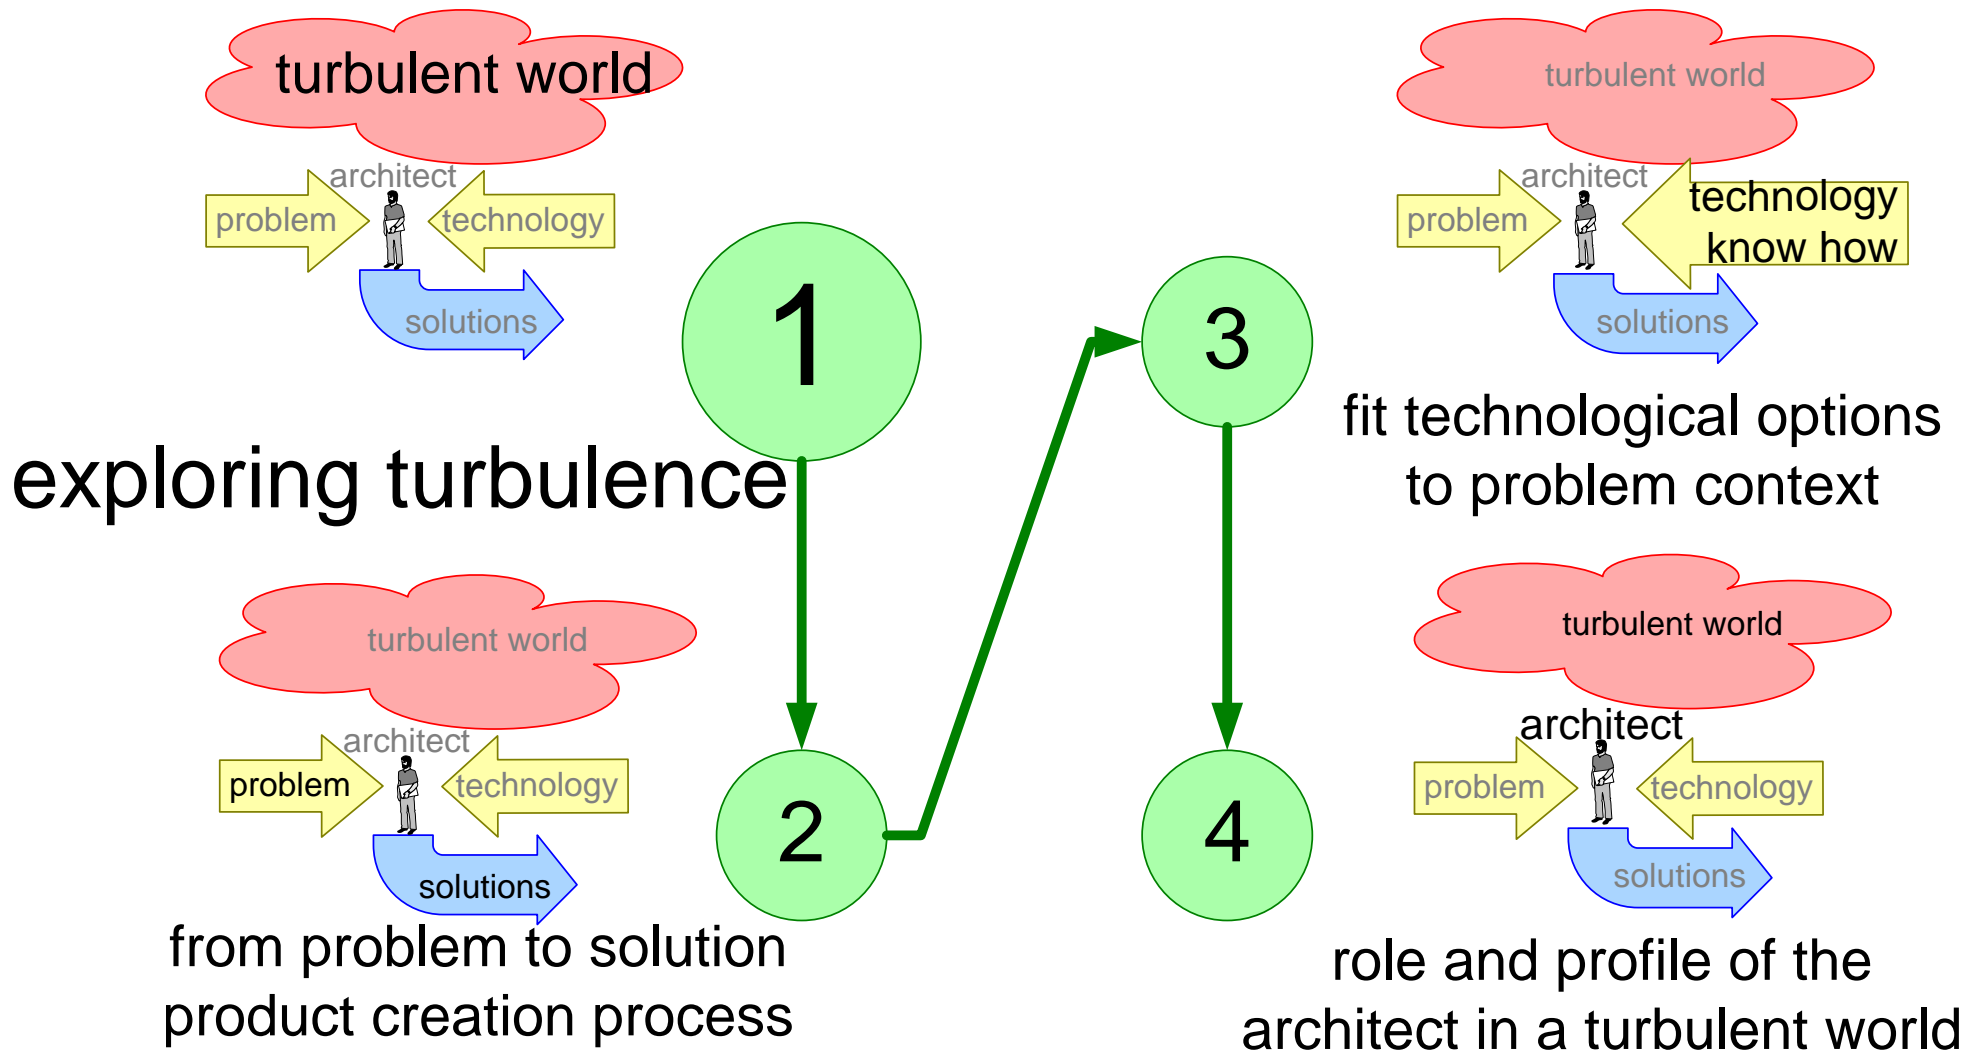 turbulent world
architect
problem
technology
solutions
1
exploring turbulence
turbulent world
architect
problem
technology
solutions
2
from problem to solution
product creation process
turbulent world
architect
problem
technology
know how
solutions
3
fit technological options
to problem context
turbulent world
architect
problem
technology
solutions
4
role and profile of the
architect in a turbulent world